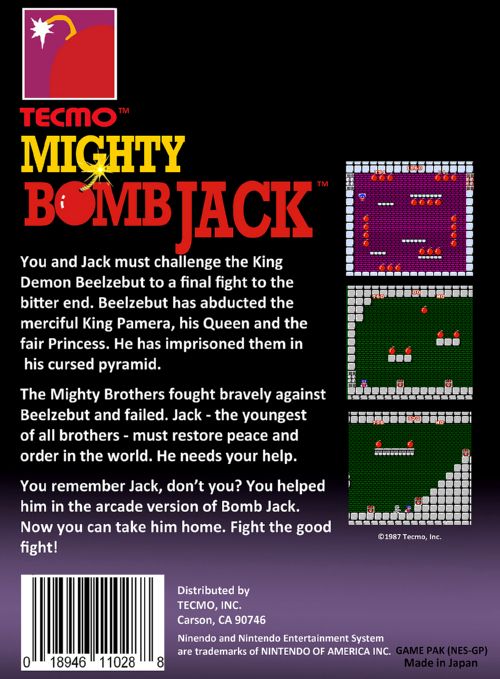 TECMO™
MIGHTY
BOMB JACK™
You and Jack must challenge the King
Demon Beelzebut to a final fight to the
bitter end. Beelzebut has abducted the
merciful King Pamera, his Queen and the
fair Princess. He has imprisoned them in
his cursed pyramid.
The Mighty Brothers fought bravely against
Beelzebut and failed. Jack - the youngest
of all brothers - must restore peace and
order in the world. He needs your help.
You remember Jack, don't you? You helped
him in the arcade version of Bomb Jack.
Now you can take him home. Fight the good
fight!
©1987 Tecmo, Inc.
Distributed by
TECMO, INC.
Carson, CA 90746
Ninendo and Nintendo Entertainment System
are trademarks of NINTENDO OF AMERICA INC.
GAME PAK (NES-GP)
Made in Japan
0 18946 11028 8